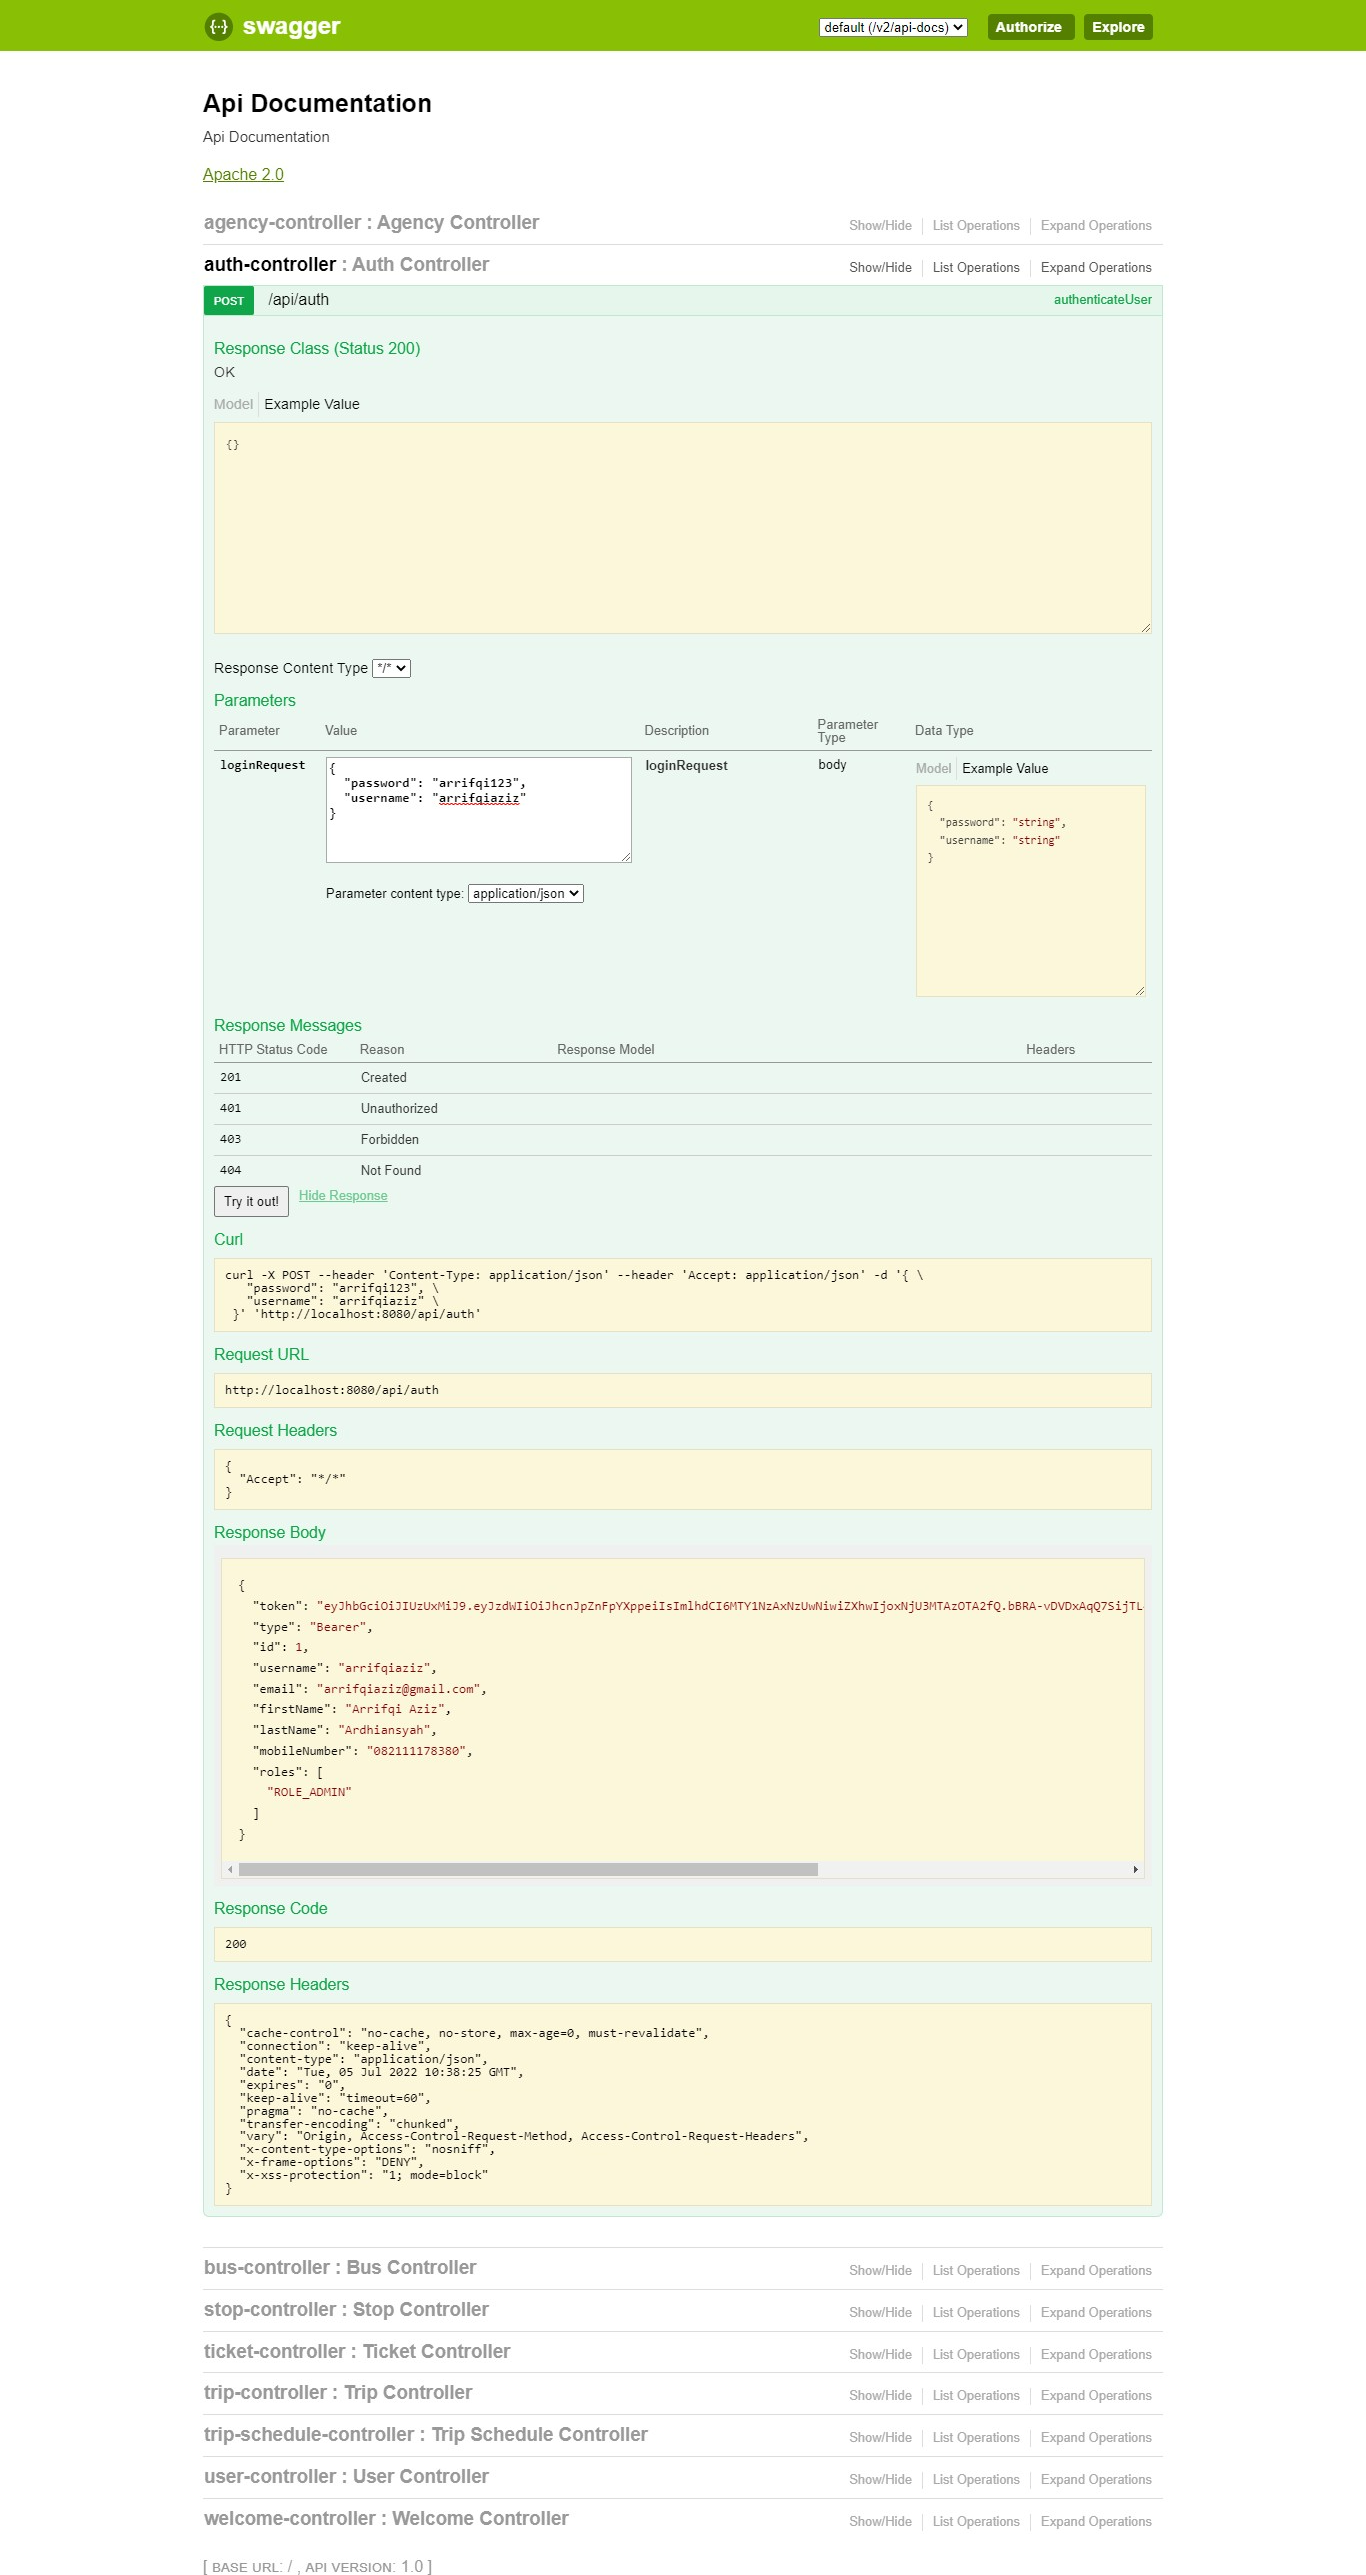 swagger
default (/v2/api-docs) Authorize Explore
Api Documentation
Api Documentation
Apache 2.0
agency-controller : Agency Controller Show/Hide List Operations Expand Operations
auth-controller : Auth Controller Show/Hide List Operations Expand Operations
POST /api/auth authenticateUser
Response Class (Status 200)
OK
Model Example Value
{}
Response Content Type */*
Parameters
Parameter Value Description Parameter Type Data Type
loginRequest
{
"password": "arrifqi123",
"username": "arrifqiaziz"
}
Parameter content type: application/json
loginRequest
body
Model Example Value
{
"password": "string",
"username": "string"
}
Response Messages
HTTP Status Code Reason Response Model Headers
201 Created
401 Unauthorized
403 Forbidden
404 Not Found
Try it out! Hide Response
Curl
curl -X POST --header 'Content-Type: application/json' --header 'Accept: application/json' -d '{ \
"password": "arrifqi123", \
"username": "arrifqiaziz" \
}' 'http://localhost:8080/api/auth'
Request URL
http://localhost:8080/api/auth
Request Headers
{
"Accept": "*/*"
}
Response Body
{
"token": "eyJhbGciOiJIUzUxMiJ9.eyJzdWIiOiJhcnJpZnFpYXppeiIsImlhdCI6MTY1NzAxNzUwNiwiZXhwIjoxNjU3MTAzOTA2fQ.bBRA-vDVDxAqQ7SijTL
"type": "Bearer",
"id": 1,
"username": "arrifqiaziz",
"email": "arrifqiaziz@gmail.com",
"firstName": "Arrifqi Aziz",
"lastName": "Ardhiansyah",
"mobileNumber": "082111178380",
"roles": [
"ROLE_ADMIN"
]
}
Response Code
200
Response Headers
{
"cache-control": "no-cache, no-store, max-age=0, must-revalidate",
"connection": "keep-alive",
"content-type": "application/json",
"date": "Tue, 05 Jul 2022 10:38:25 GMT",
"expires": "0",
"keep-alive": "timeout=60",
"pragma": "no-cache",
"transfer-encoding": "chunked",
"vary": "Origin, Access-Control-Request-Method, Access-Control-Request-Headers",
"x-content-type-options": "nosniff",
"x-frame-options": "DENY",
"x-xss-protection": "1; mode=block"
}
bus-controller : Bus Controller Show/Hide List Operations Expand Operations
stop-controller : Stop Controller Show/Hide List Operations Expand Operations
ticket-controller : Ticket Controller Show/Hide List Operations Expand Operations
trip-controller : Trip Controller Show/Hide List Operations Expand Operations
trip-schedule-controller : Trip Schedule Controller Show/Hide List Operations Expand Operations
user-controller : User Controller Show/Hide List Operations Expand Operations
welcome-controller : Welcome Controller Show/Hide List Operations Expand Operations
[ BASE URL: / , API VERSION: 1.0 ]